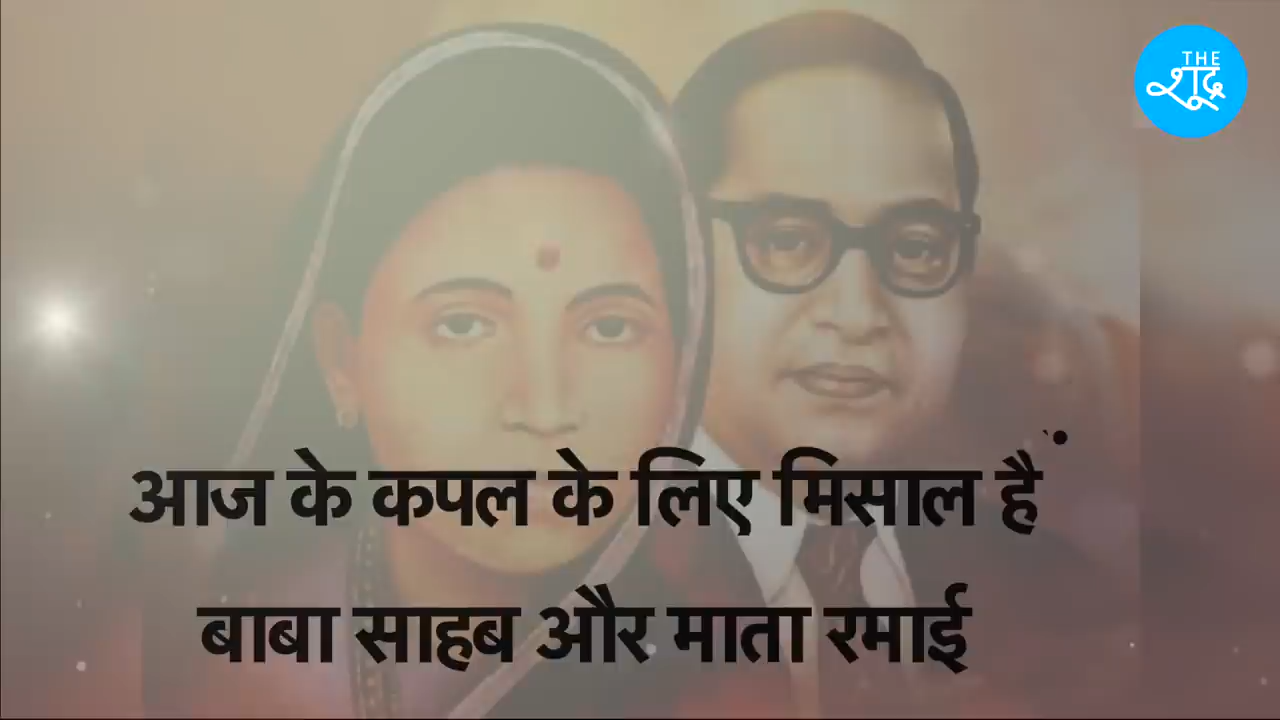 THE
शूद्र
आज के कपल के लिए मिसाल हैं
बाबा साहब और माता रमाई